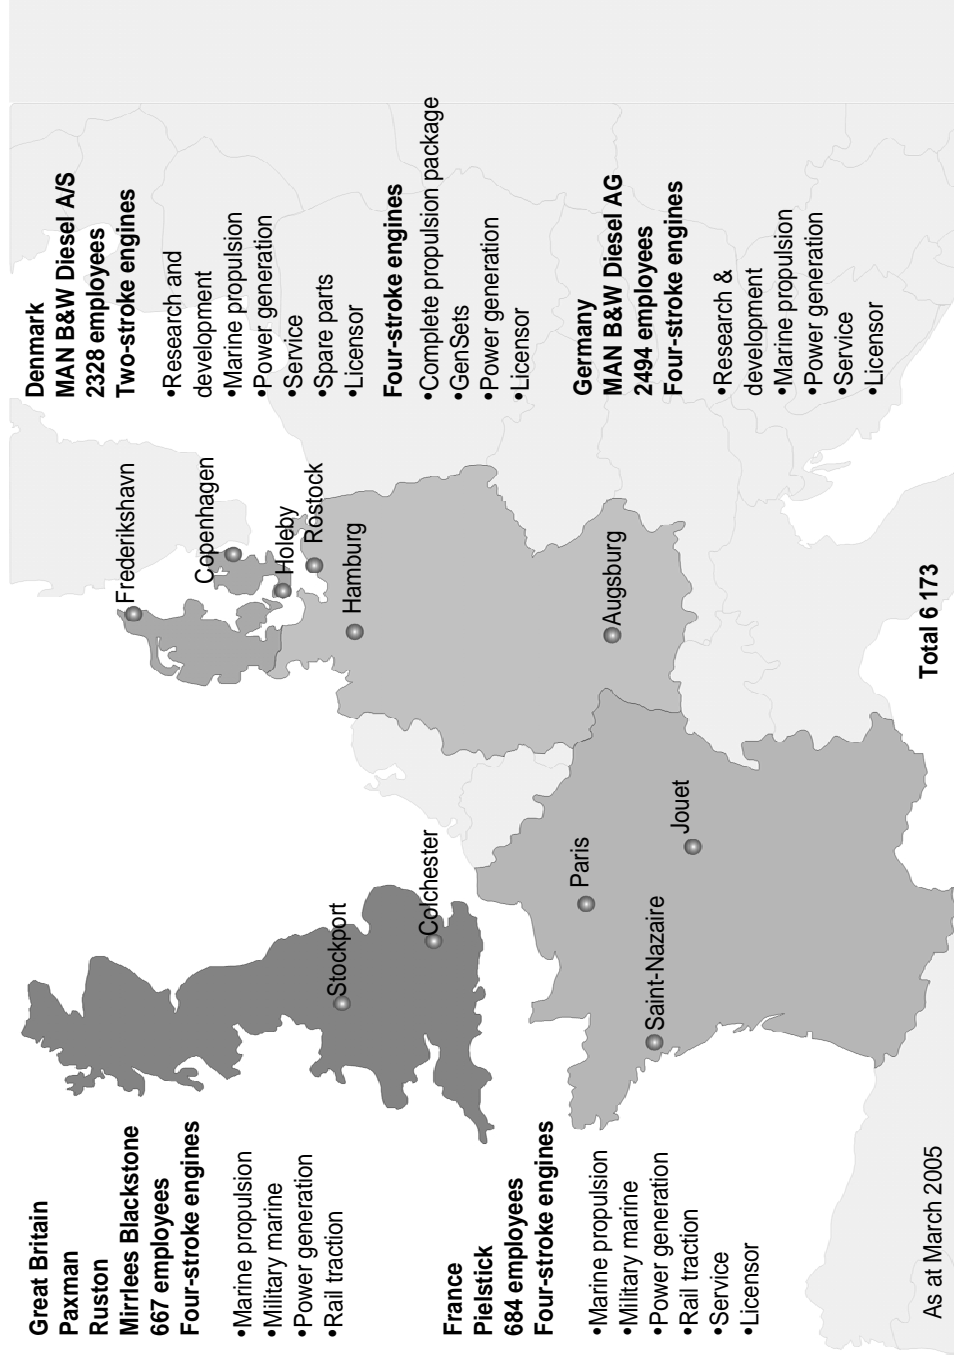 Great Britain
Paxman
Ruston
Mirrlees Blackstone
667 employees
Four-stroke engines
•Marine propulsion
•Military marine
•Power generation
•Rail traction
France
Pielstick
684 employees
Four-stroke engines
•Marine propulsion
•Military marine
•Power generation
•Rail traction
•Service
•Licensor
As at March 2005
Stockport
Colchester
Paris
Saint-Nazaire
Jouet
Frederikshavn
Copenhagen
Holeby
Rostock
Hamburg
Augsburg
Total 6 173
Denmark
MAN B&W Diesel A/S
2328 employees
Two-stroke engines
•Research and
development
•Marine propulsion
•Power generation
•Service
•Spare parts
•Licensor
Four-stroke engines
•Complete propulsion package
•GenSets
•Power generation
•Licensor
Germany
MAN B&W Diesel AG
2494 employees
Four-stroke engines
•Research &
development
•Marine propulsion
•Power generation
•Service
•Licensor